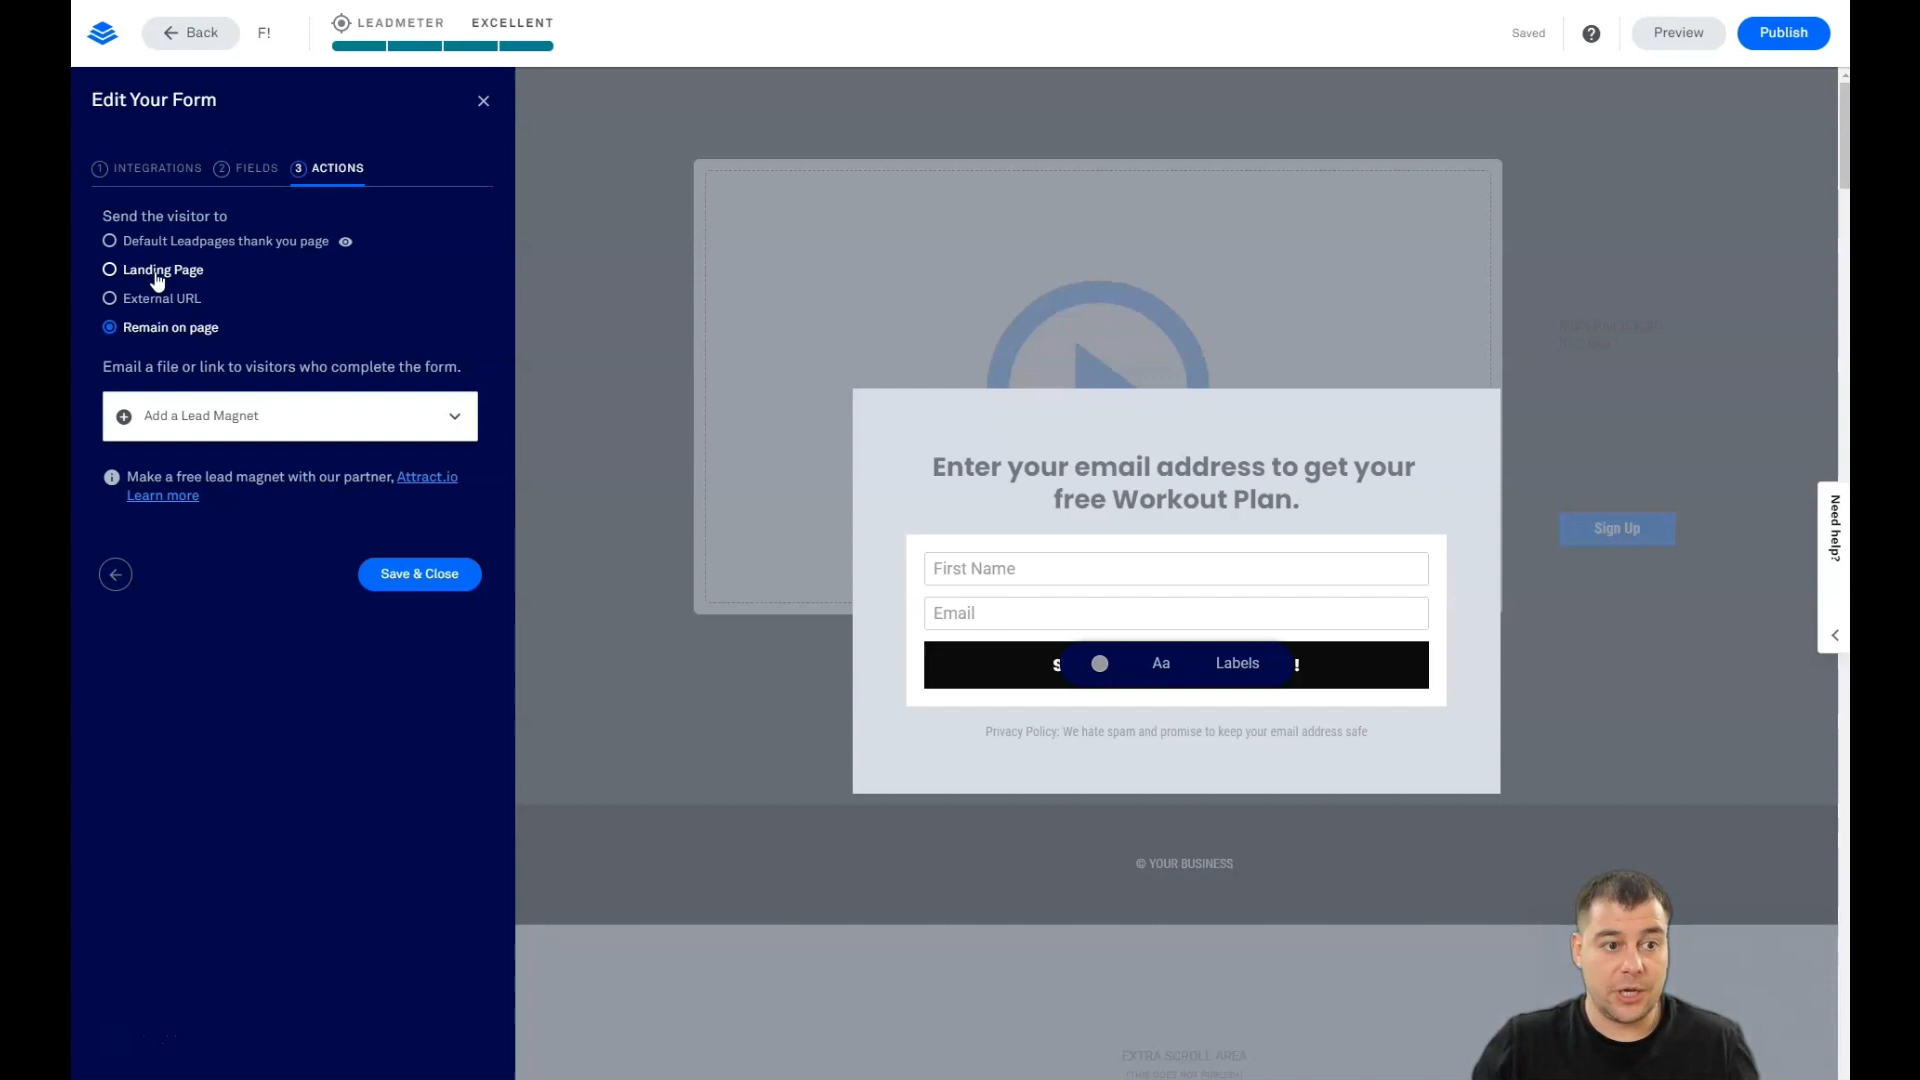 Back
F!
LEADMETER EXCELLENT
Saved
?
Preview
Publish
Edit Your Form
1 INTEGRATIONS 2 FIELDS 3 ACTIONS
Send the visitor to
Default Leadpages thank you page
Landing Page
External URL
Remain on page
Email a file or link to visitors who complete the form.
Add a Lead Magnet
Make a free lead magnet with our partner, Attract.io
Learn more
Save & Close
Enter your email address to get your
free Workout Plan.
First Name
Email
Aa Labels
!
Privacy Policy: We hate spam and promise to keep your email address safe
Sign Up
Need help?
© YOUR BUSINESS
EXTRA SCROLL AREA
(THIS DOES NOT PUBLISH)